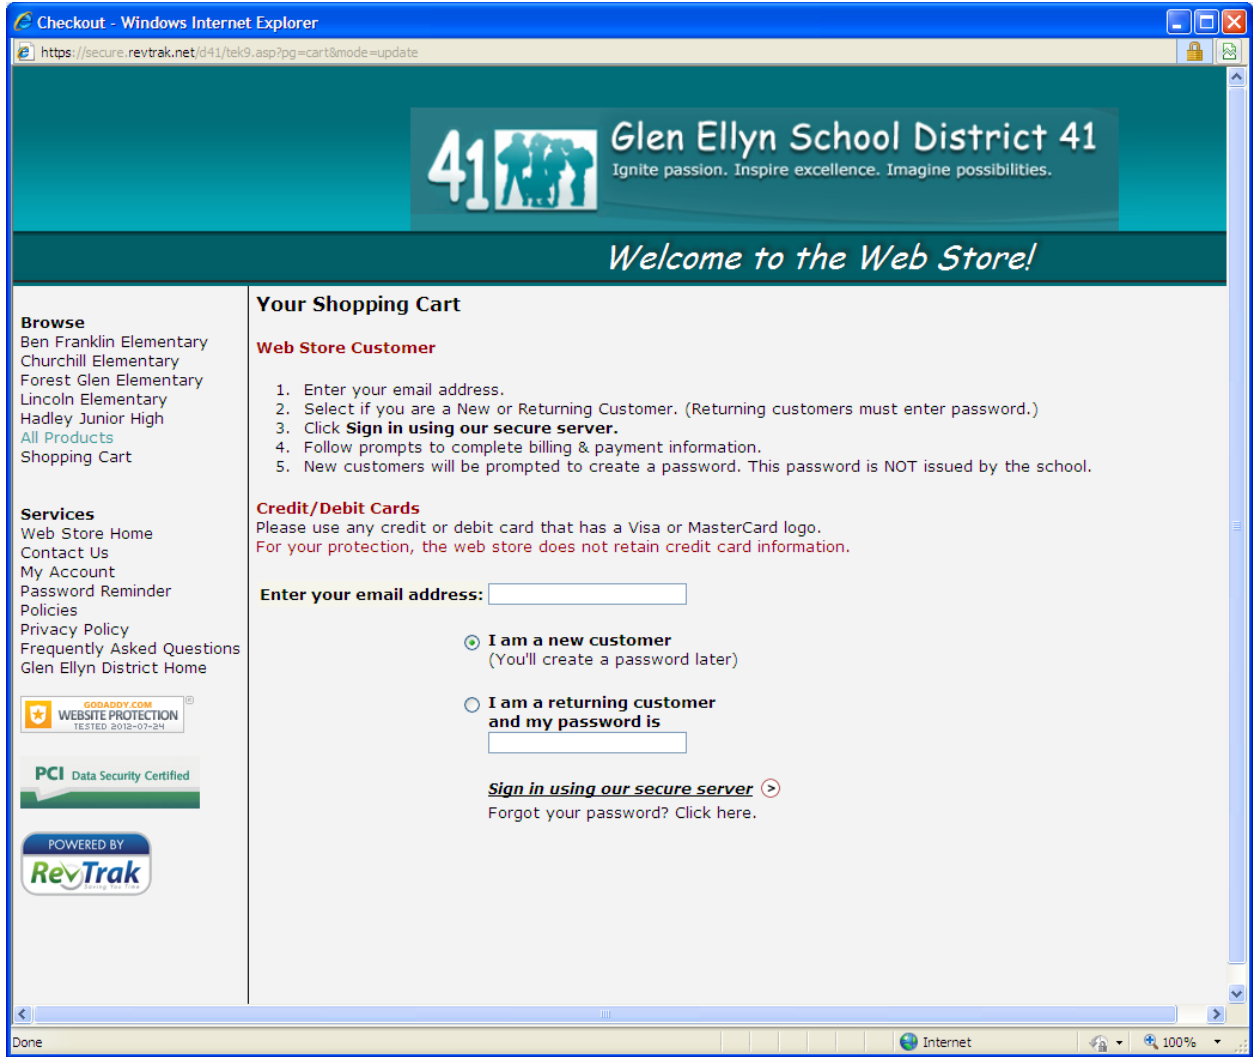 Checkout - Windows Internet Explorer
https://secure.revtrak.net/d41/tek9.asp?pg=cart&mode=update
41
Glen Ellyn School District 41
Ignite passion. Inspire excellence. Imagine possibilities.
Welcome to the Web Store!
Browse
Ben Franklin Elementary
Churchill Elementary
Forest Glen Elementary
Lincoln Elementary
Hadley Junior High
All Products
Shopping Cart
Services
Web Store Home
Contact Us
My Account
Password Reminder
Policies
Privacy Policy
Frequently Asked Questions
Glen Ellyn District Home
GODADDY.COM
WEBSITE PROTECTION
TESTED 2012-07-24
®
PCI Data Security Certified
POWERED BY
RevTrak
Saving You Time
Your Shopping Cart
Web Store Customer
1. Enter your email address.
2. Select if you are a New or Returning Customer. (Returning customers must enter password.)
3. Click Sign in using our secure server.
4. Follow prompts to complete billing & payment information.
5. New customers will be prompted to create a password. This password is NOT issued by the school.
Credit/Debit Cards
Please use any credit or debit card that has a Visa or MasterCard logo.
For your protection, the web store does not retain credit card information.
Enter your email address:
I am a new customer
(You'll create a password later)
I am a returning customer
and my password is
Sign in using our secure server
Forgot your password? Click here.
Done
Internet
100%